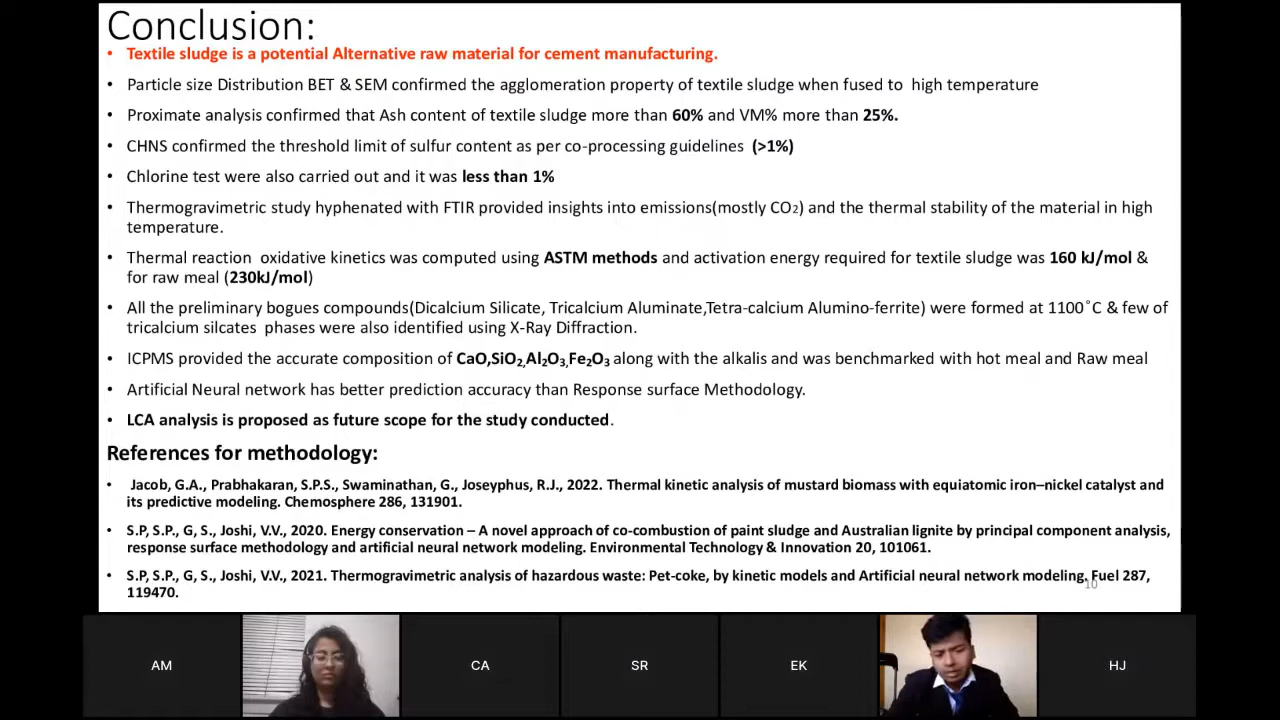 Conclusion:
• Textile sludge is a potential Alternative raw material for cement manufacturing.
• Particle size Distribution BET & SEM confirmed the agglomeration property of textile sludge when fused to high temperature
• Proximate analysis confirmed that Ash content of textile sludge more than 60% and VM% more than 25%.
• CHNS confirmed the threshold limit of sulfur content as per co-processing guidelines (>1%)
• Chlorine test were also carried out and it was less than 1%
• Thermogravimetric study hyphenated with FTIR provided insights into emissions(mostly CO₂) and the thermal stability of the material in high
temperature.
• Thermal reaction oxidative kinetics was computed using ASTM methods and activation energy required for textile sludge was 160 kJ/mol &
for raw meal (230kJ/mol)
• All the preliminary bogues compounds(Dicalcium Silicate, Tricalcium Aluminate,Tetra-calcium Alumino-ferrite) were formed at 1100˚C & few of
tricalcium silcates phases were also identified using X-Ray Diffraction.
• ICPMS provided the accurate composition of CaO,SiO₂,Al₂O₃,Fe₂O₃ along with the alkalis and was benchmarked with hot meal and Raw meal
• Artificial Neural network has better prediction accuracy than Response surface Methodology.
• LCA analysis is proposed as future scope for the study conducted.
References for methodology:
• Jacob, G.A., Prabhakaran, S.P.S., Swaminathan, G., Joseyphus, R.J., 2022. Thermal kinetic analysis of mustard biomass with equiatomic iron–nickel catalyst and
its predictive modeling. Chemosphere 286, 131901.
• S.P, S.P., G, S., Joshi, V.V., 2020. Energy conservation – A novel approach of co-combustion of paint sludge and Australian lignite by principal component analysis,
response surface methodology and artificial neural network modeling. Environmental Technology & Innovation 20, 101061.
• S.P, S.P., G, S., Joshi, V.V., 2021. Thermogravimetric analysis of hazardous waste: Pet-coke, by kinetic models and Artificial neural network modeling. Fuel 287,
119470.
10
AM
CA
SR
EK
HJ